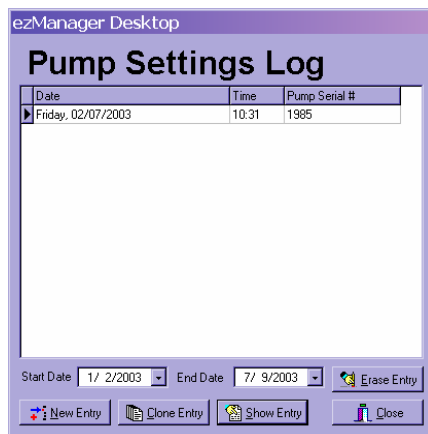 ezManager Desktop
Pump Settings Log
Date Time Pump Serial #
Friday, 02/07/2003 10:31 1985
Start Date 1/ 2/2003 End Date 7/ 9/2003 Erase Entry
New Entry Clone Entry Show Entry Close